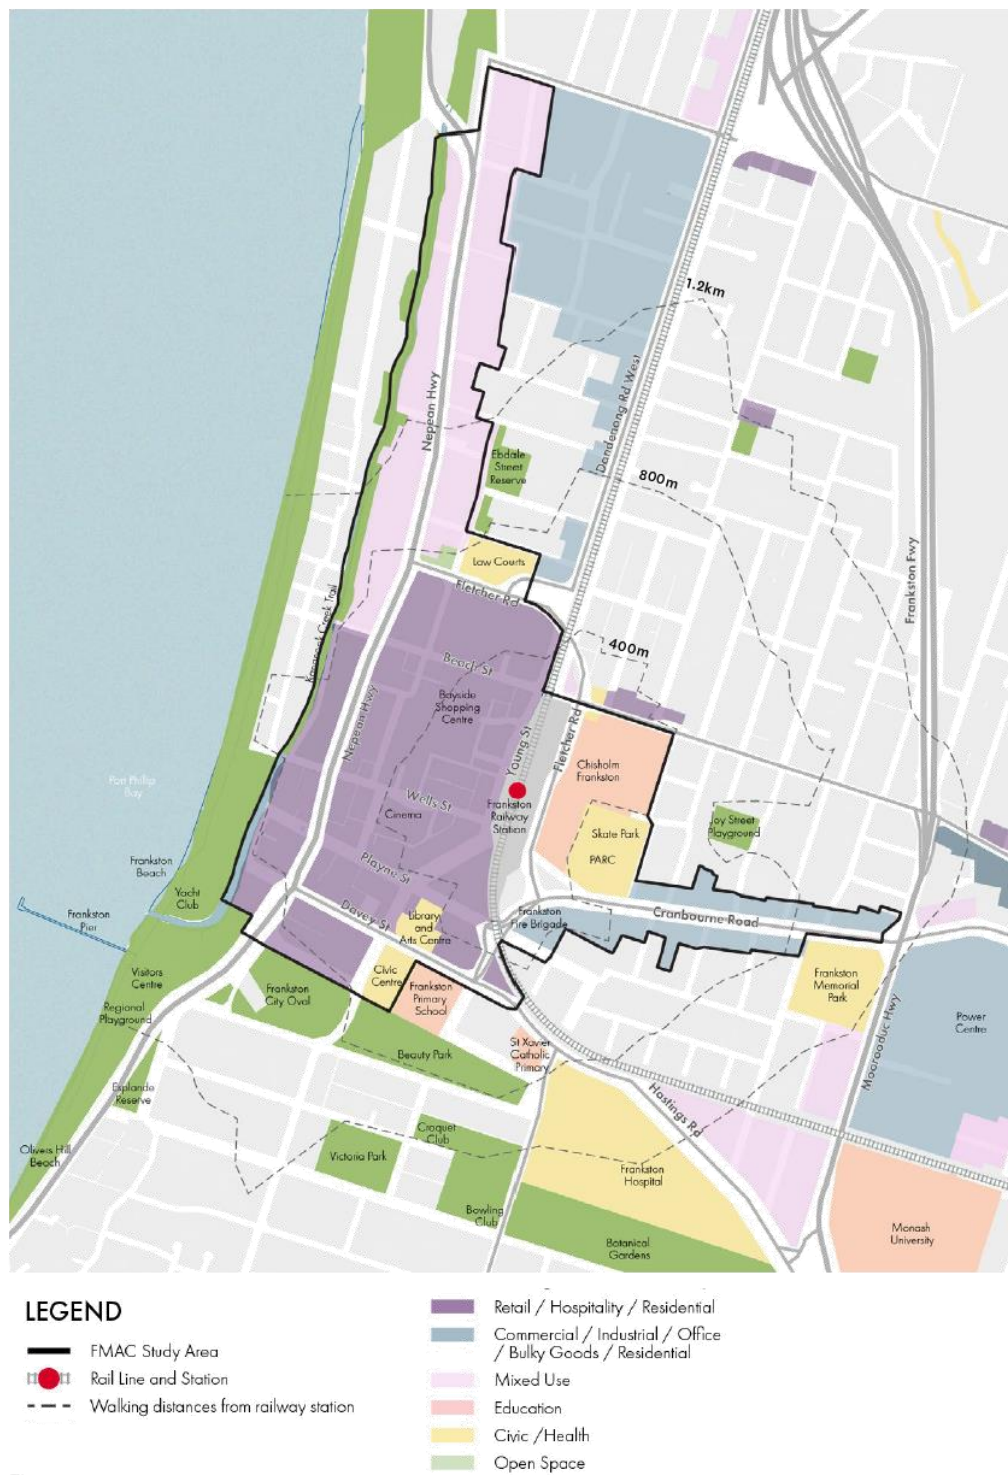 1.2km
Nepean Hwy
Dandenong Rd West
800m
Ebdale
Street
Reserve
Law Courts
Fletcher Rd
Frankston Fwy
Kananook Creek Trail
400m
Beach St
Bayside
Shopping
Centre
Nepean Hwy
Young St
Fletcher Rd
Chisholm
Frankston
Port Phillip
Bay
Wells St
Cinema
Frankston
Railway
Station
Skate Park
PARC
Joy Street
Playground
Playne St
Frankston
Beach
Yacht
Club
Frankston
Pier
Davey St
Library
and
Arts Centre
Frankston
Fire Brigade
Cranbourne Road
Visitors
Centre
Regional
Playground
Frankston
City Oval
Civic
Centre
Frankston
Primary
School
Frankston
Memorial
Park
Moorooduc Hwy
Power
Centre
Beauty Park
St Xavier
Catholic
Primary
Esplande
Reserve
Hastings Rd
Croquet
Club
Olivers Hill
Beach
Victoria Park
Frankston
Hospital
Bowling
Club
Botanical
Gardens
Monash
University
LEGEND
FMAC Study Area
Rail Line and Station
Walking distances from railway station
Retail / Hospitality / Residential
Commercial / Industrial / Office
/ Bulky Goods / Residential
Mixed Use
Education
Civic /Health
Open Space